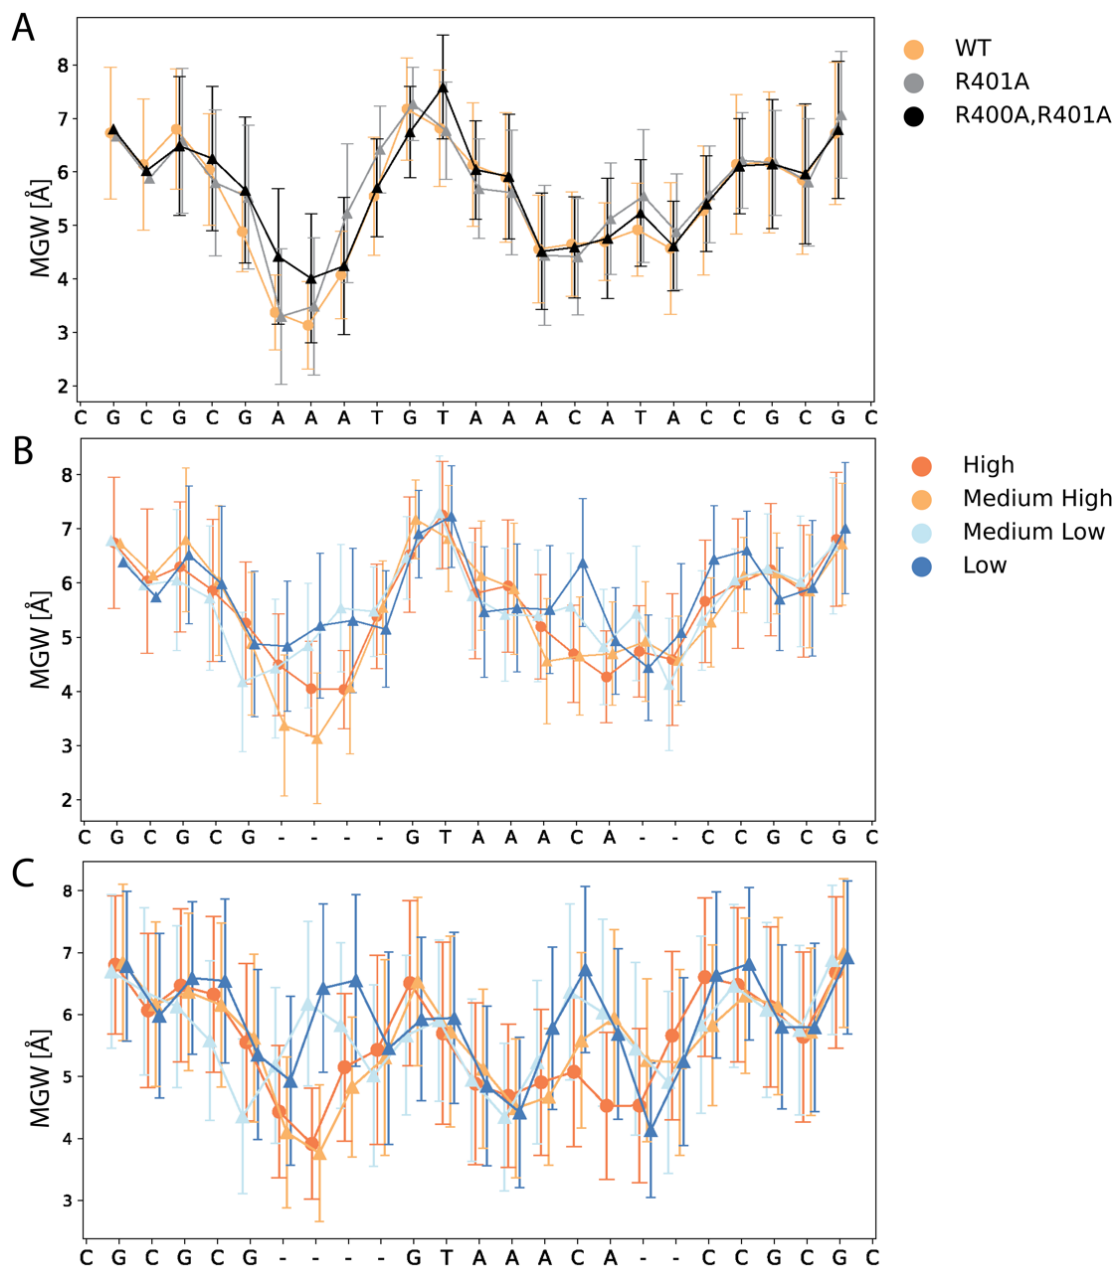 A
8
7
6
5
4
3
2
MGW [Å]
C G C G C G A A A T G T A A A C A T A C C G C G C
WT
R401A
R400A,R401A
B
8
7
6
5
4
3
2
MGW [Å]
C G C G C G - - - - G T A A A C A - - C C G C G C
High
Medium High
Medium Low
Low
C
8
7
6
5
4
3
MGW [Å]
C G C G C G - - - - G T A A A C A - - C C G C G C